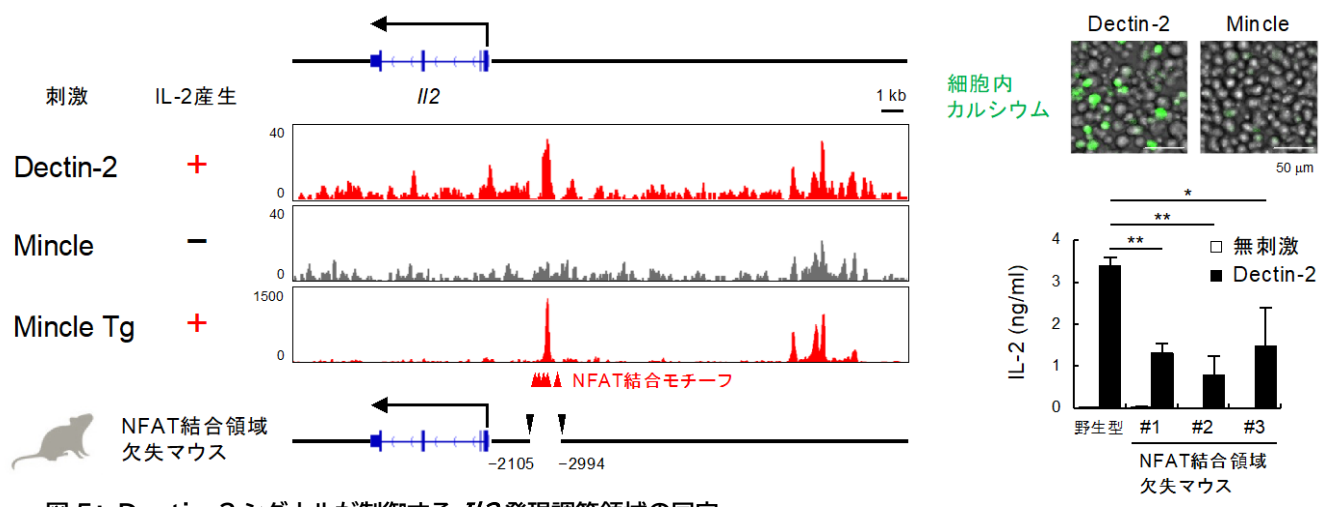 刺激
IL-2産生
Il2
1 kb
Dectin-2
+
40
0
Mincle
−
40
0
Mincle Tg
+
1500
0
NFAT結合モチーフ
NFAT結合領域
欠失マウス
−2105
−2994
Dectin-2
Mincle
細胞内
カルシウム
50 μm
*
**
**
無刺激
Dectin-2
IL-2 (ng/ml)
4
3
2
1
0
野生型
#1
#2
#3
NFAT結合領域
欠失マウス